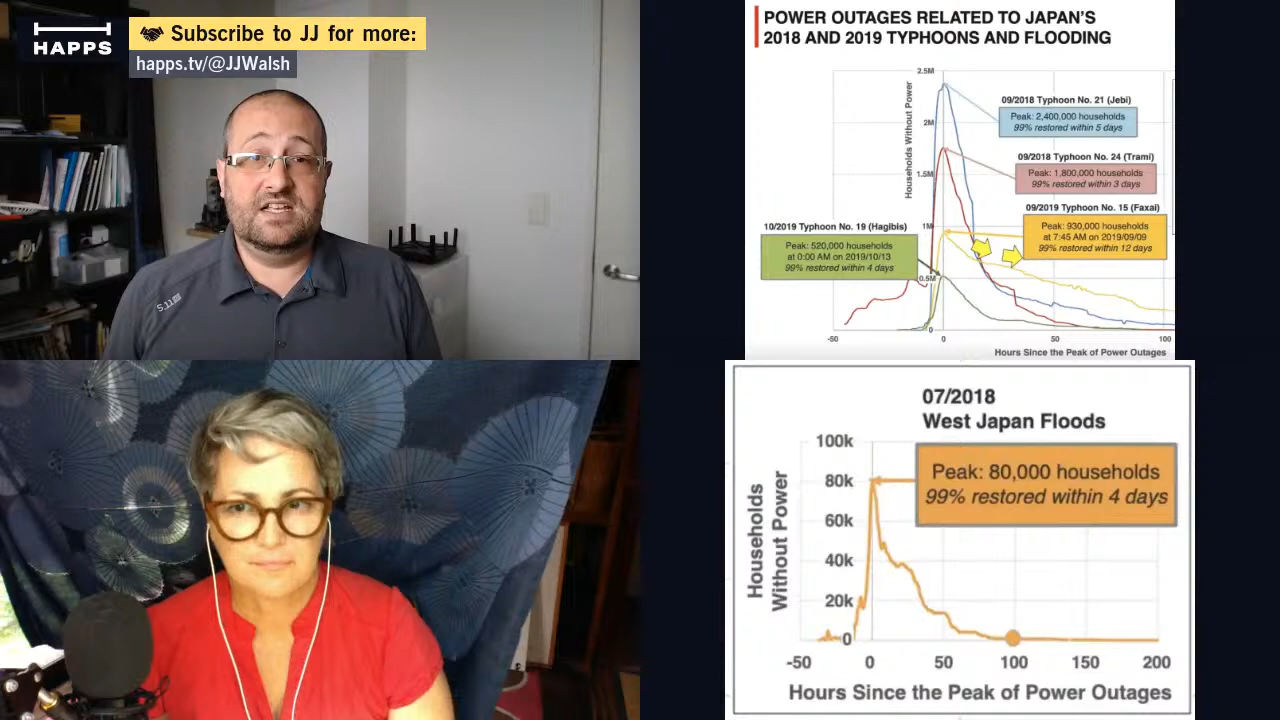 HAPPS
Subscribe to JJ for more:
happs.tv/@JJWalsh
5.11
POWER OUTAGES RELATED TO JAPAN'S
2018 AND 2019 TYPHOONS AND FLOODING
Households Without Power
2.5M
2M
1.5M
1M
0.5M
0
09/2018 Typhoon No. 21 (Jebi)
Peak: 2,400,000 households
99% restored within 5 days
09/2018 Typhoon No. 24 (Trami)
Peak: 1,800,000 households
99% restored within 3 days
09/2019 Typhoon No. 15 (Faxai)
Peak: 930,000 households
at 7:45 AM on 2019/09/09
99% restored within 12 days
10/2019 Typhoon No. 19 (Hagibis)
Peak: 520,000 households
at 0:00 AM on 2019/10/13
99% restored within 4 days
-50 0 50 100
Hours Since the Peak of Power Outages
07/2018
West Japan Floods
Households
Without Power
100k
80k
60k
40k
20k
0
Peak: 80,000 households
99% restored within 4 days
-50 0 50 100 150 200
Hours Since the Peak of Power Outages